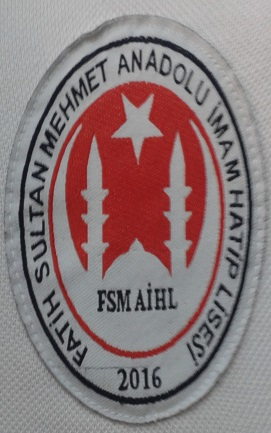 FATİH SULTAN MEHMET ANADOLU İMAM HATİP LİSESİ
FSM AİHL
2016